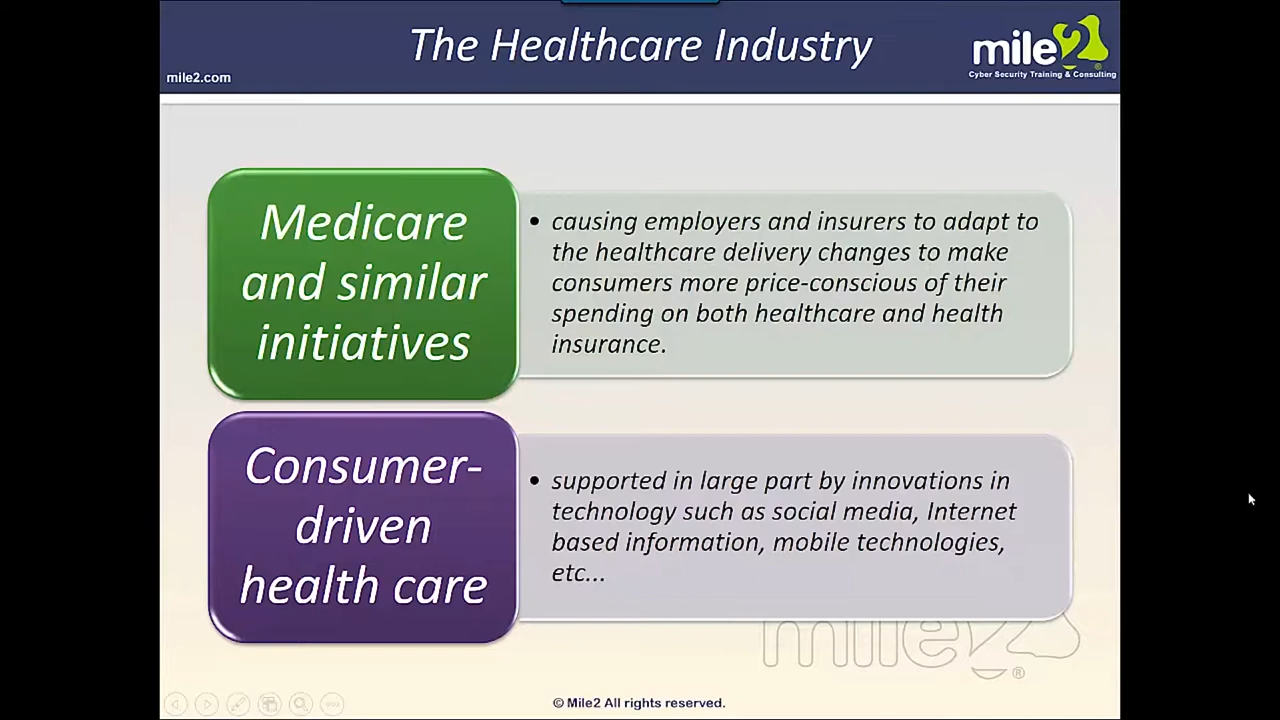 The Healthcare Industry
mile2
Cyber Security Training & Consulting
mile2.com
Medicare
and similar
initiatives
• causing employers and insurers to adapt to
the healthcare delivery changes to make
consumers more price-conscious of their
spending on both healthcare and health
insurance.
Consumer-
driven
health care
• supported in large part by innovations in
technology such as social media, Internet
based information, mobile technologies,
etc...
mile2
®
© Mile2 All rights reserved.